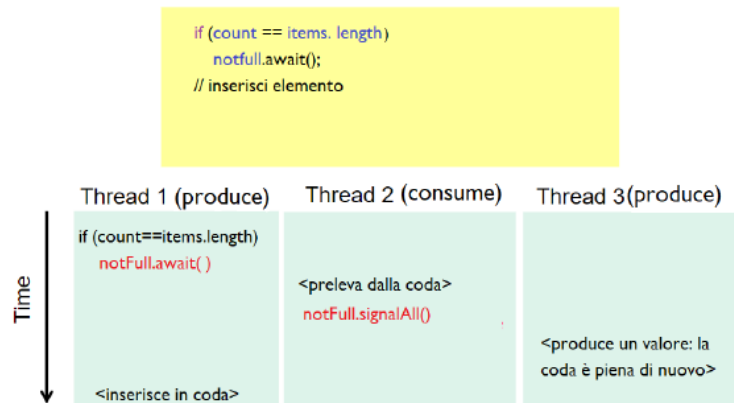 if (count == items. length)
notfull.await();
// inserisci elemento
Thread 1 (produce)
Thread 2 (consume)
Thread 3(produce)
Time
if (count==items.length)
notFull.await( )
<preleva dalla coda>
notFull.signalAll()
<produce un valore: la
coda è piena di nuovo>
<inserisce in coda>